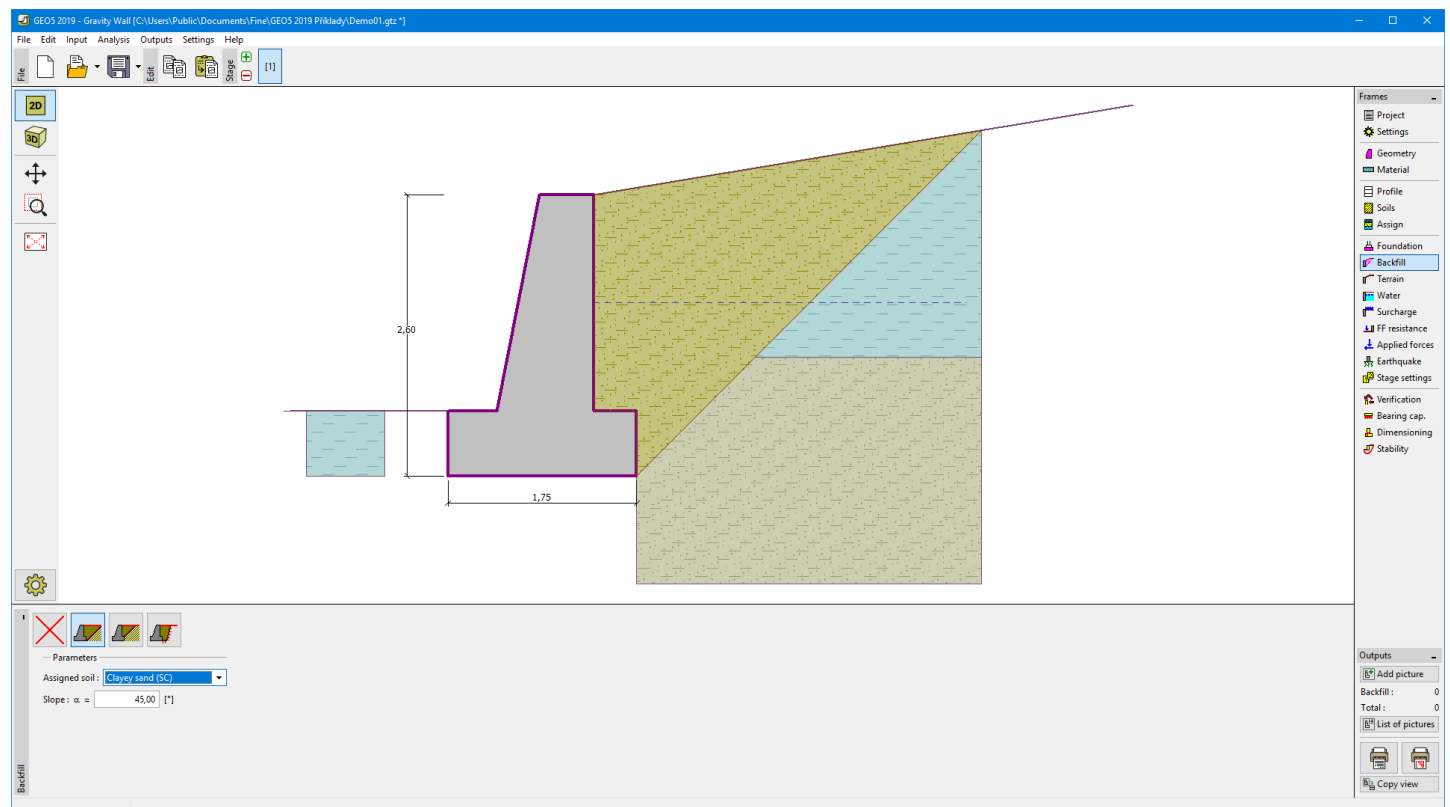 GEO5 2019 - Gravity Wall [C:\Users\Public\Documents\Fine\GEO5 2019 Příklady\Demo01.gtz *]
File Edit Input Analysis Outputs Settings Help
File
Edit
Stage
[1]
2D
3D
2,60
1,75
Frames
Project
Settings
Geometry
Material
Profile
Soils
Assign
Foundation
Backfill
Terrain
Water
Surcharge
FF resistance
Applied forces
Earthquake
Stage settings
Verification
Bearing cap.
Dimensioning
Stability
Backfill
Parameters
Assigned soil : Clayey sand (SC)
Slope : α = 45,00 [°]
Outputs
Add picture
Backfill : 0
Total : 0
List of pictures
Copy view